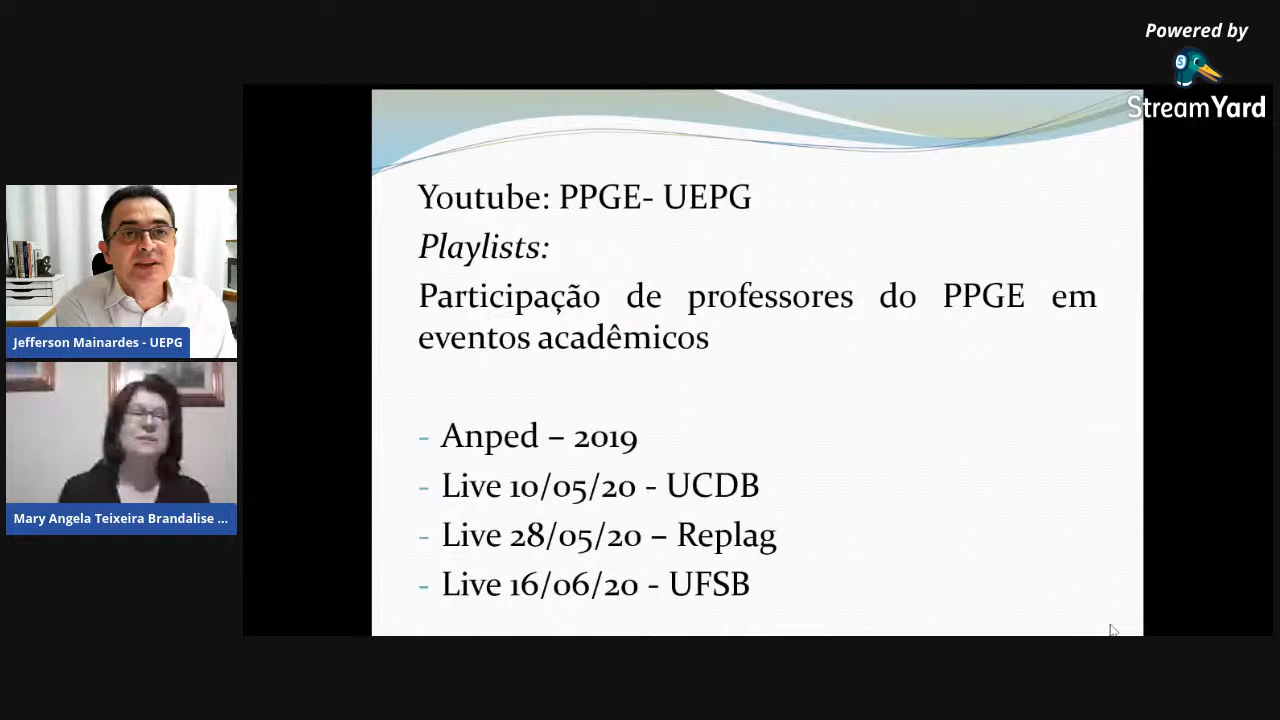 Powered by
StreamYard
Youtube: PPGE- UEPG
Playlists:
Participação de professores do PPGE em
eventos acadêmicos
- Anped – 2019
- Live 10/05/20 - UCDB
- Live 28/05/20 – Replag
- Live 16/06/20 - UFSB
Jefferson Mainardes - UEPG
Mary Angela Teixeira Brandalise ...